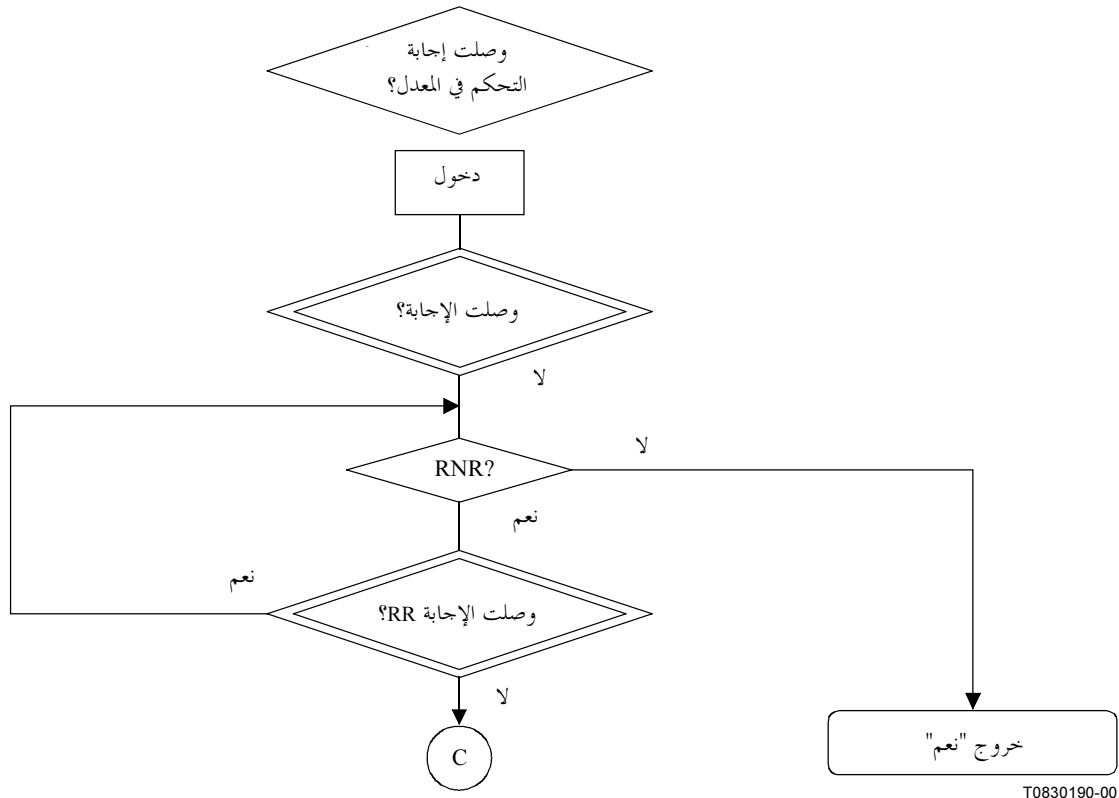 وصلت إجابة
التحكم في المعدل؟
دخول
وصلت الإجابة؟
لا
RNR?
لا
نعم
نعم
وصلت الإجابة RR؟
لا
C
خروج "نعم"
T0830190-00